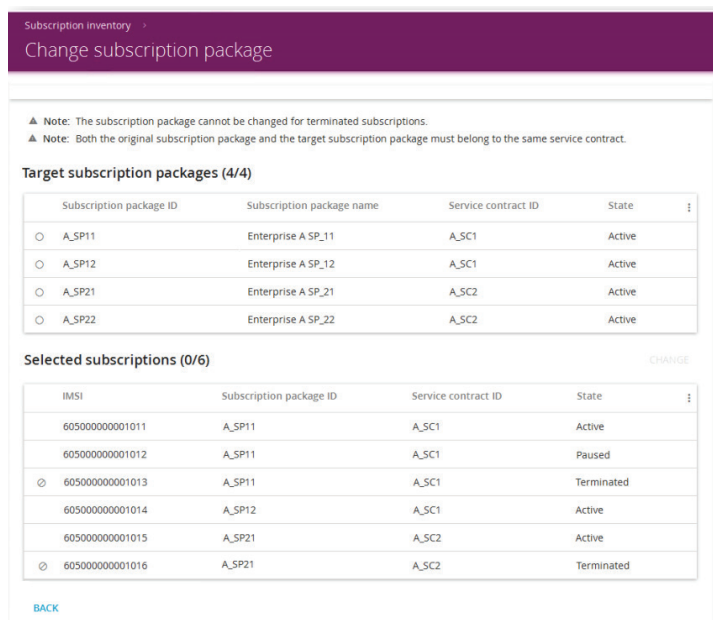 Subscription inventory >
Change subscription package
Note: The subscription package cannot be changed for terminated subscriptions.
Note: Both the original subscription package and the target subscription package must belong to the same service contract.
Target subscription packages (4/4)
Subscription package ID Subscription package name Service contract ID State
A_SP11 Enterprise A SP_11 A_SC1 Active
A_SP12 Enterprise A SP_12 A_SC1 Active
A_SP21 Enterprise A SP_21 A_SC2 Active
A_SP22 Enterprise A SP_22 A_SC2 Active
Selected subscriptions (0/6) CHANGE
IMSI Subscription package ID Service contract ID State
605000000001011 A_SP11 A_SC1 Active
605000000001012 A_SP11 A_SC1 Paused
605000000001013 A_SP11 A_SC1 Terminated
605000000001014 A_SP12 A_SC1 Active
605000000001015 A_SP21 A_SC2 Active
605000000001016 A_SP21 A_SC2 Terminated
BACK